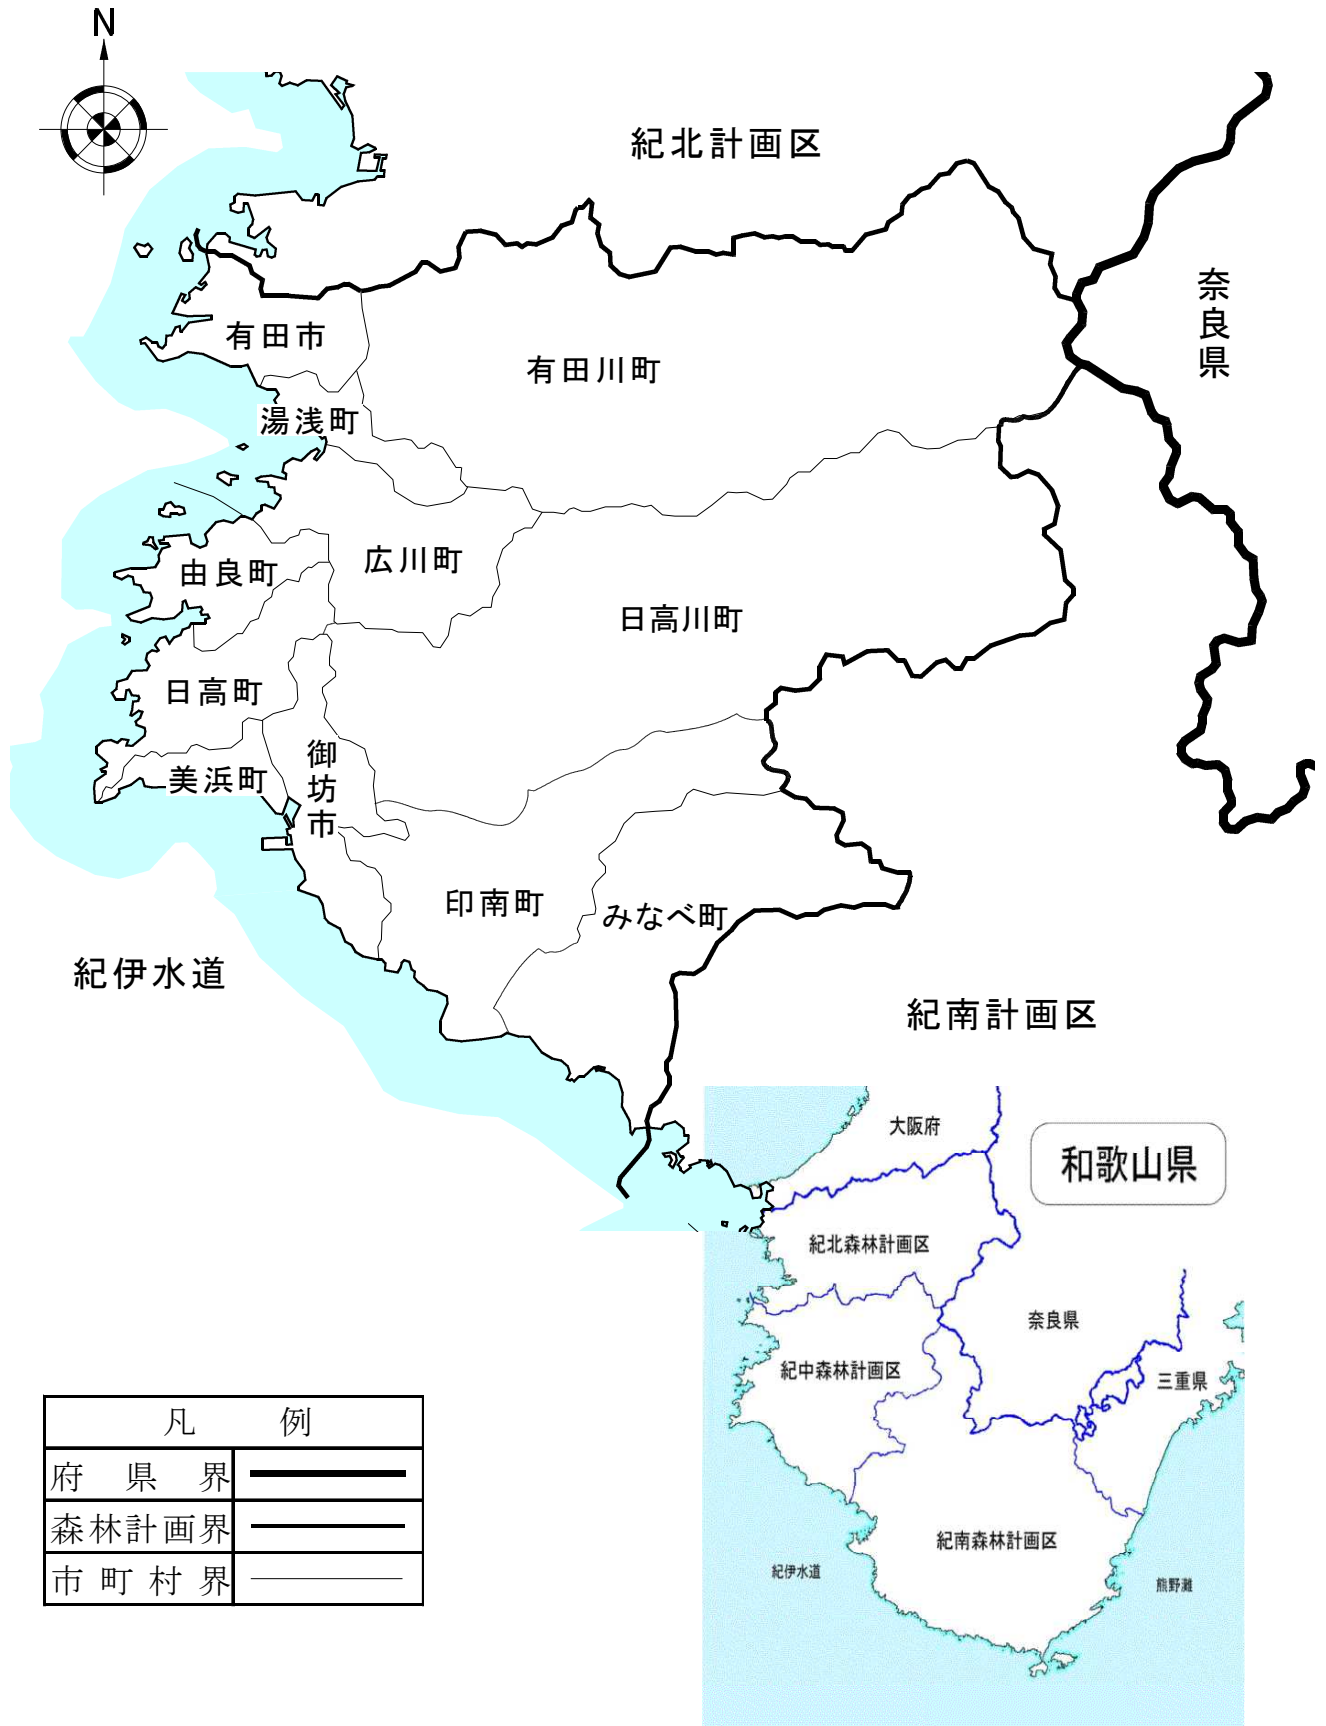 N
紀北計画区
奈良県
有田市
有田川町
湯浅町
広川町
由良町
日高川町
日高町
御坊市
美浜町
印南町
みなべ町
紀伊水道
紀南計画区
大阪府
和歌山県
紀北森林計画区
奈良県
紀中森林計画区
三重県
紀南森林計画区
紀伊水道
熊野灘
凡 例
府県界
森林計画界
市町村界